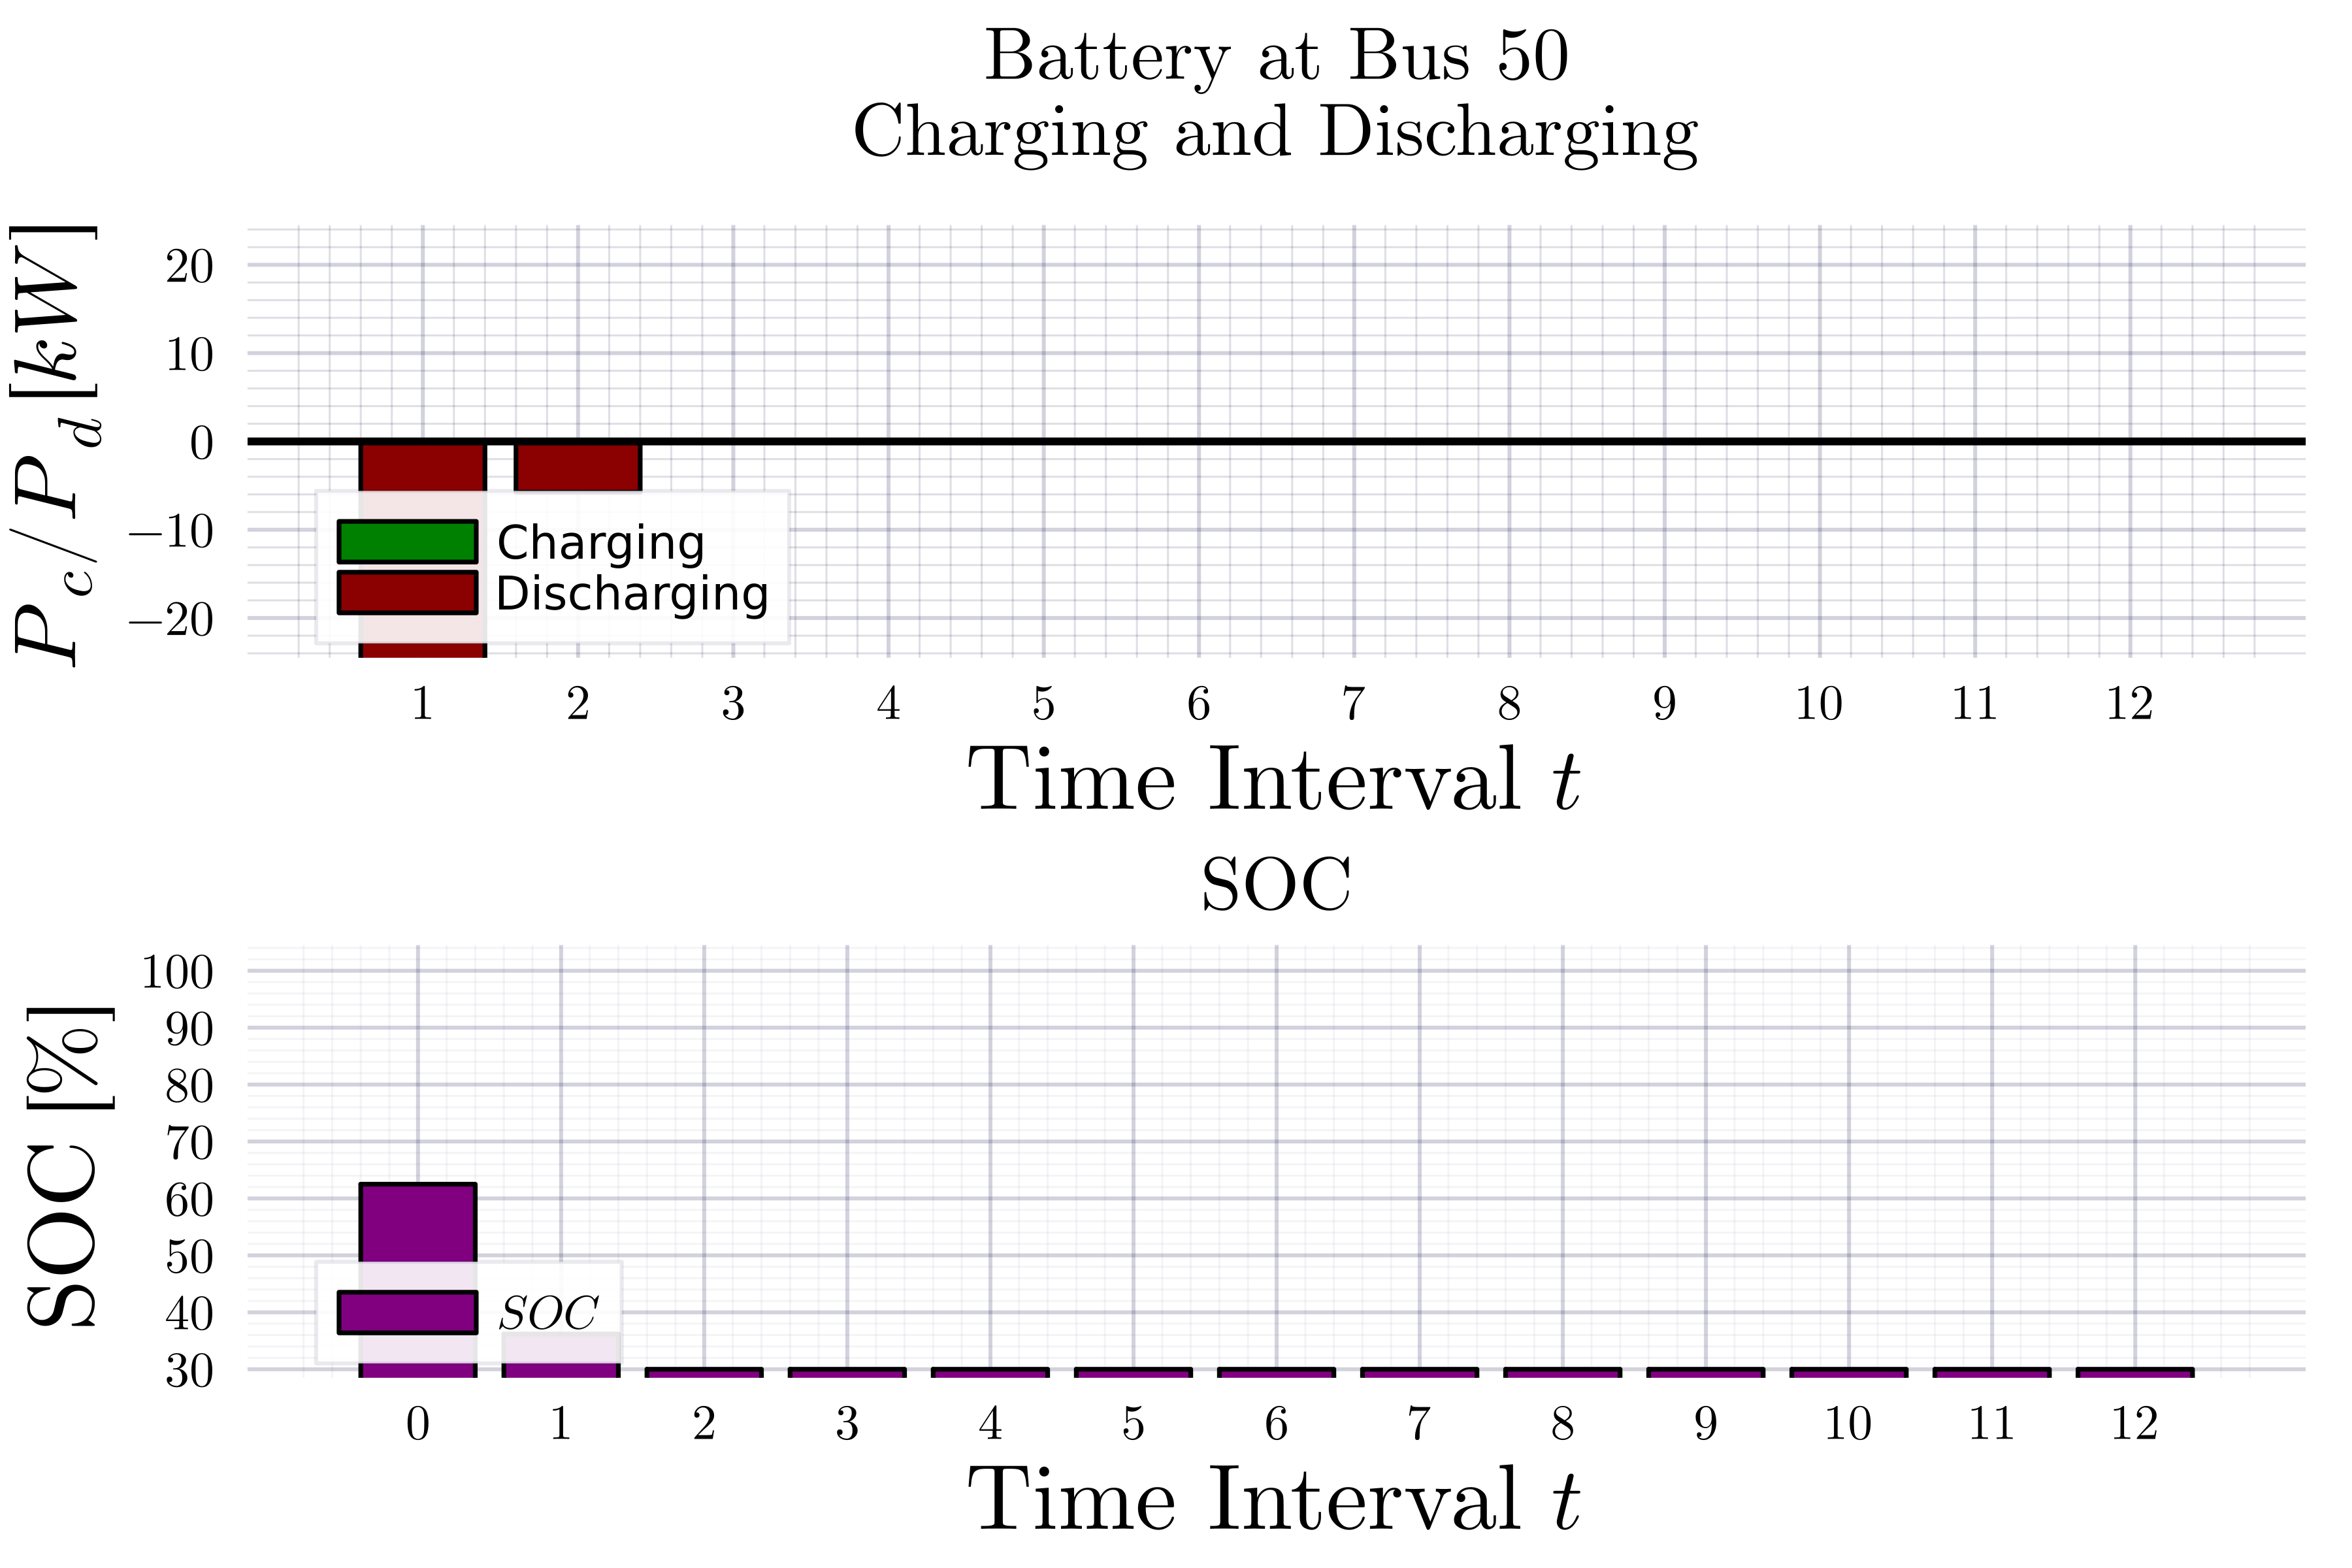 Battery at Bus 50
Charging and Discharging
P_c/P_d [kW]
20
10
0
−10
−20
Charging
Discharging
1 2 3 4 5 6 7 8 9 10 11 12
Time Interval t
SOC
SOC [%]
100
90
80
70
60
50
40
30
SOC
0 1 2 3 4 5 6 7 8 9 10 11 12
Time Interval t